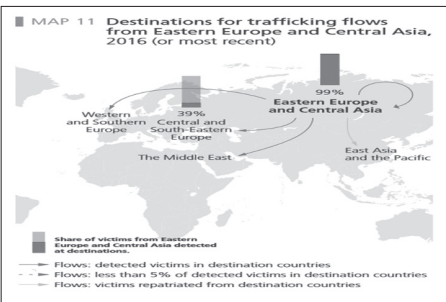 MAP 11 Destinations for trafficking flows
from Eastern Europe and Central Asia,
2016 (or most recent)
99%
Eastern Europe
and Central Asia
Western
and Southern
Europe
39%
Central and
South-Eastern
Europe
The Middle East
East Asia
and the Pacific
Share of victims from Eastern
Europe and Central Asia detected
at destinations.
Flows: detected victims in destination countries
Flows: less than 5% of detected victims in destination countries
Flows: victims repatriated from destination countries